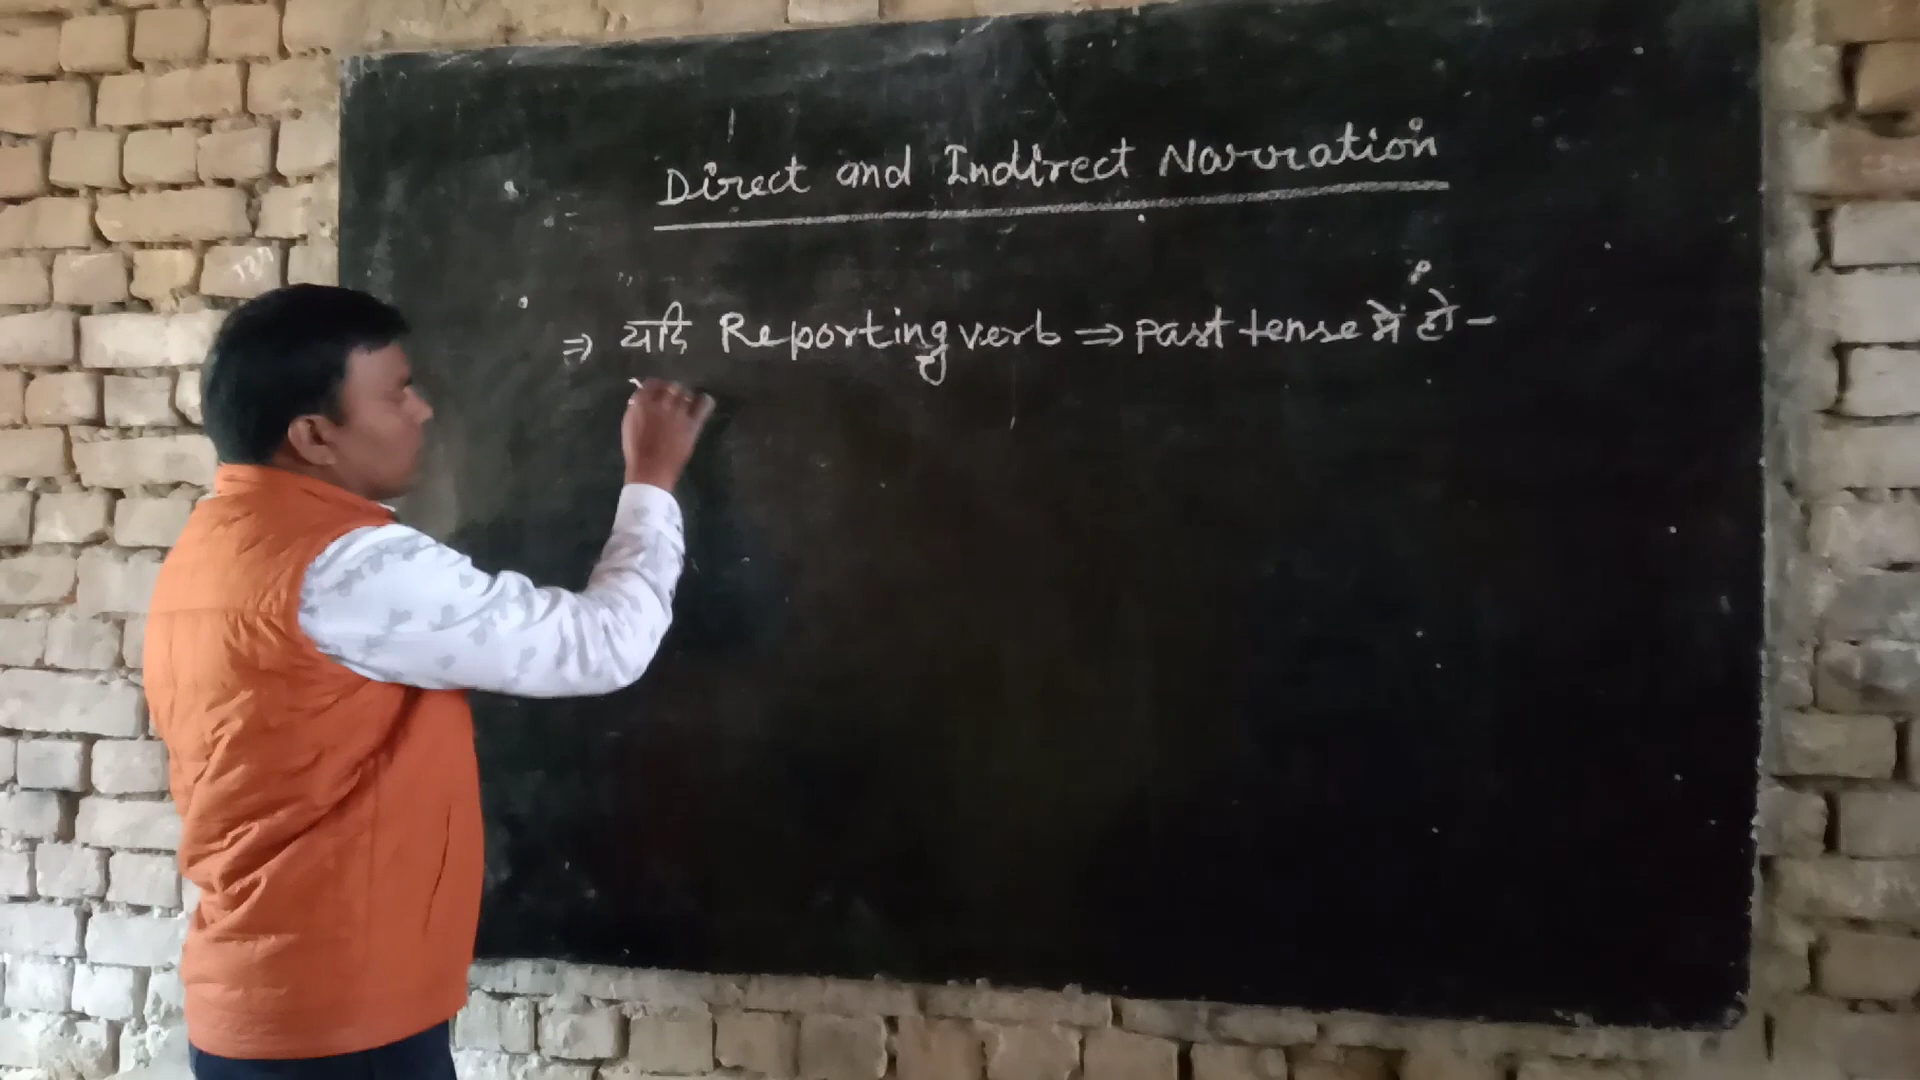 Direct and Indirect Narration
⇒ यदि Reporting verb ⇒ Past tense में हो -